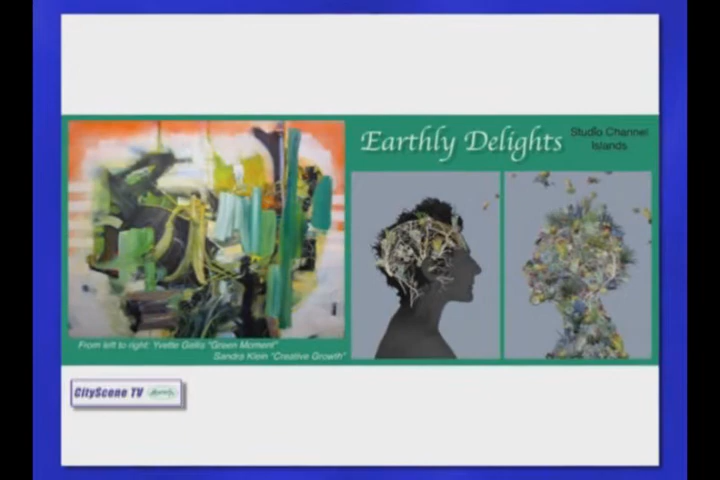 Earthly Delights
Studio Channel
Islands
From left to right: Yvette Gellis "Green Moment"
Sandra Klein "Creative Growth"
CityScene TV